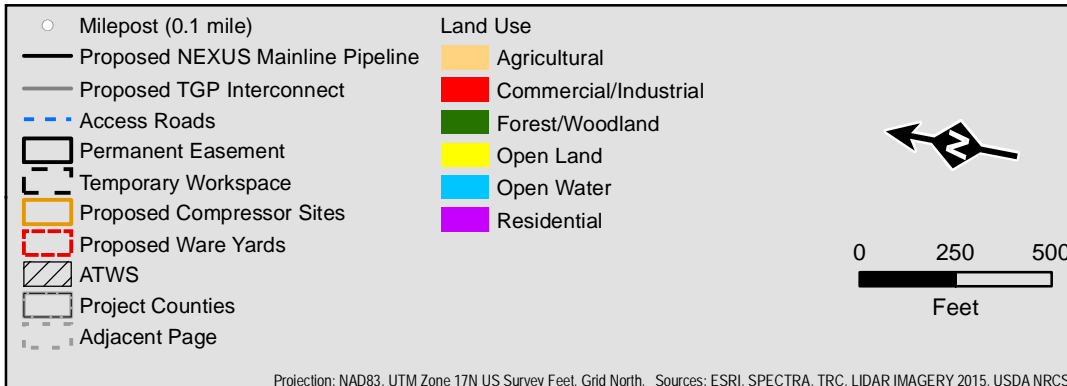 Milepost (0.1 mile)
Proposed NEXUS Mainline Pipeline
Proposed TGP Interconnect
Access Roads
Permanent Easement
Temporary Workspace
Proposed Compressor Sites
Proposed Ware Yards
ATWS
Project Counties
Adjacent Page
Land Use
Agricultural
Commercial/Industrial
Forest/Woodland
Open Land
Open Water
Residential
N
0 250 500
Feet
Projection: NAD83, UTM Zone 17N US Survey Feet, Grid North. Sources: ESRI, SPECTRA, TRC, LIDAR IMAGERY 2015, USDA NRCS